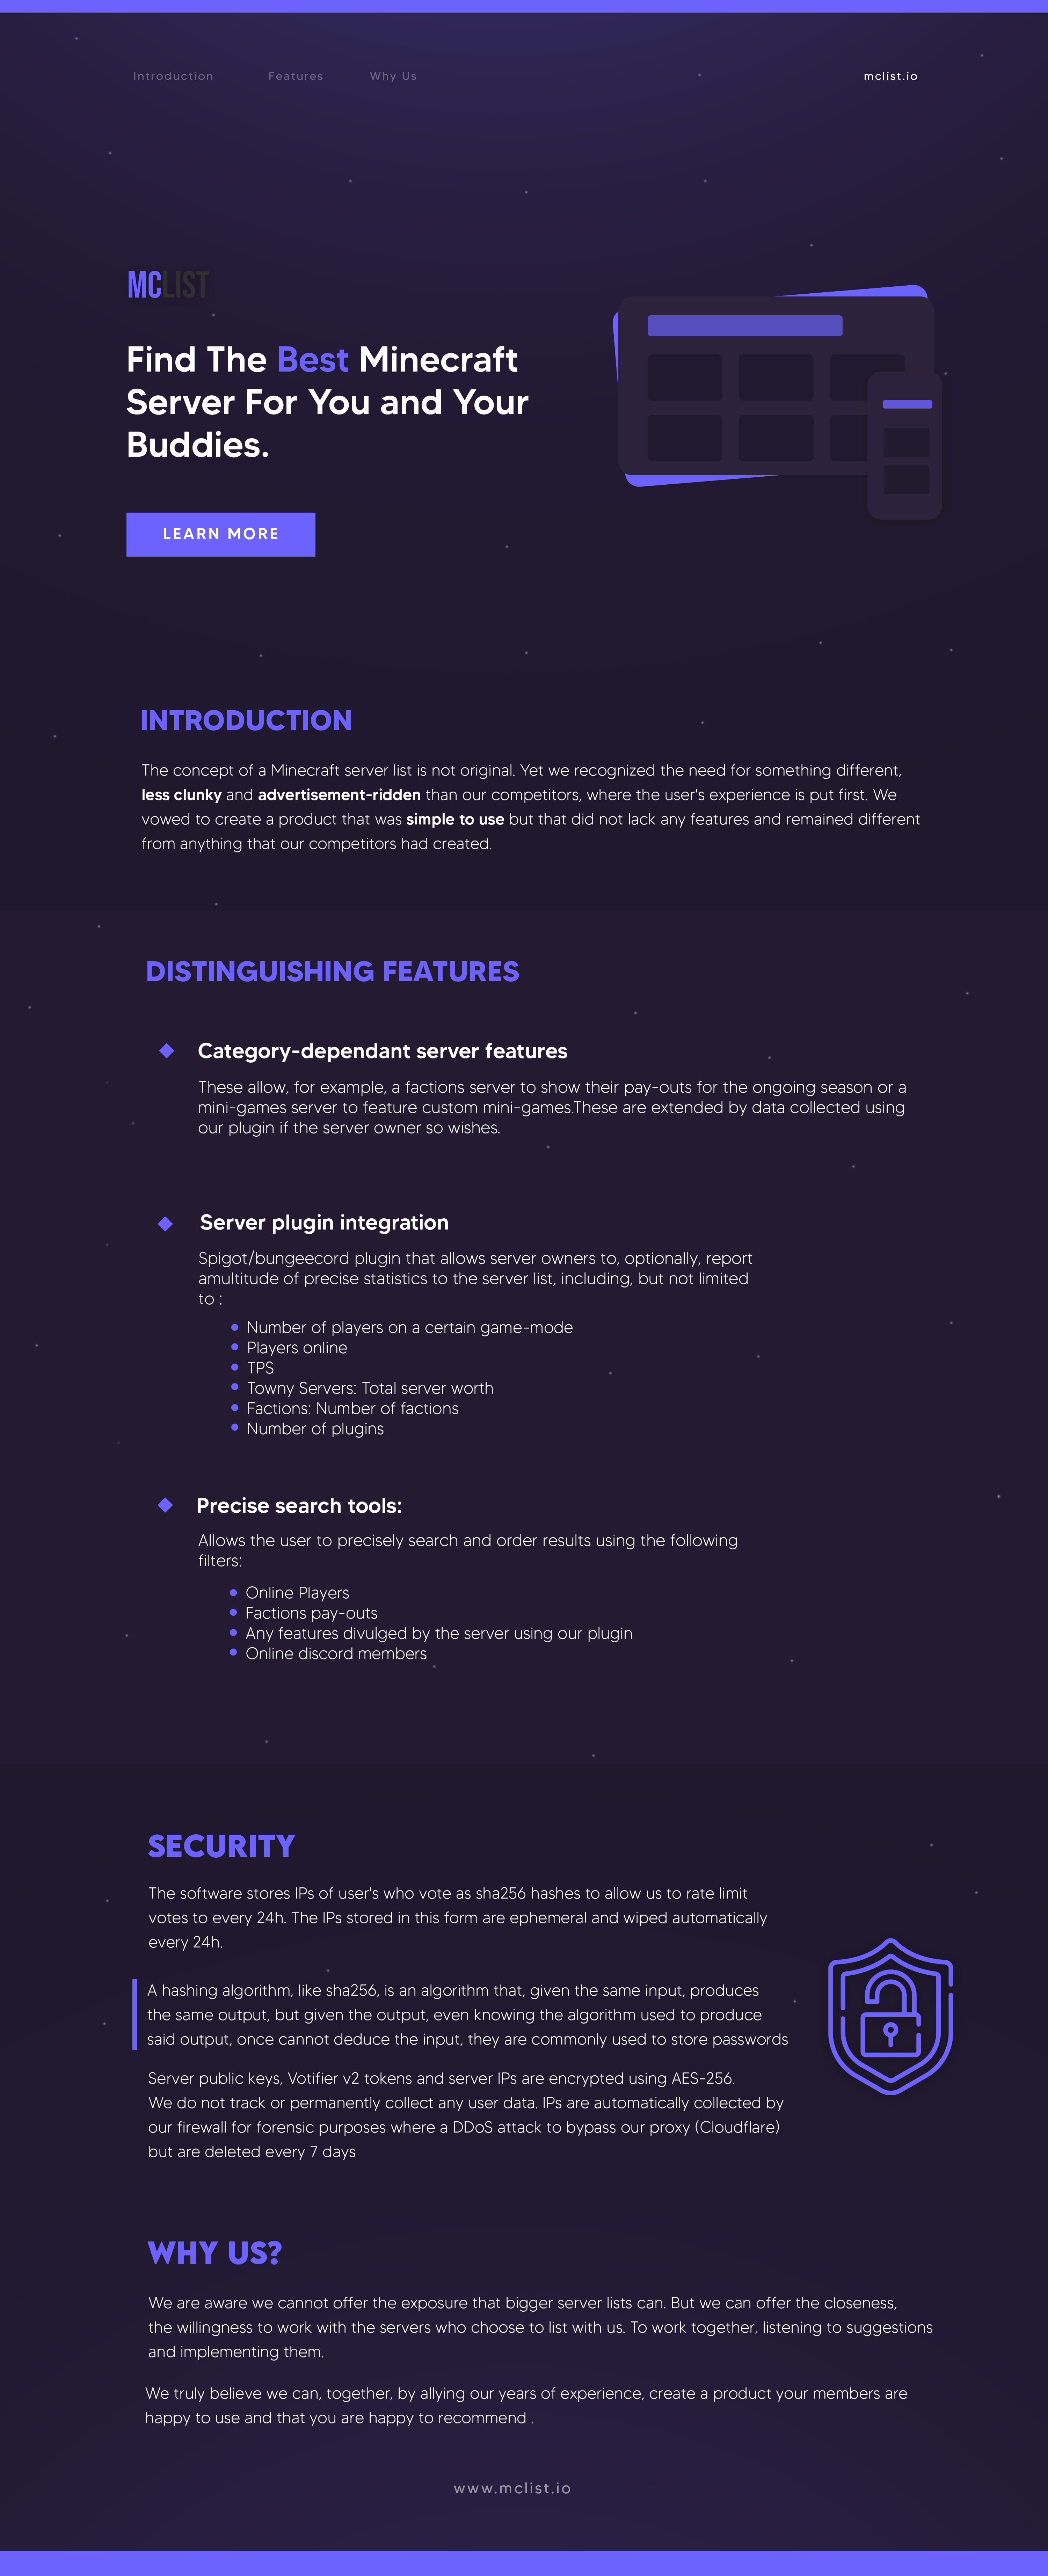 Introduction Features Why Us mclist.io
MCLIST
Find The Best Minecraft
Server For You and Your
Buddies.
LEARN MORE
INTRODUCTION
The concept of a Minecraft server list is not original. Yet we recognized the need for something different,
less clunky and advertisement-ridden than our competitors, where the user's experience is put first. We
vowed to create a product that was simple to use but that did not lack any features and remained different
from anything that our competitors had created.
DISTINGUISHING FEATURES
Category-dependant server features
These allow, for example, a factions server to show their pay-outs for the ongoing season or a
mini-games server to feature custom mini-games.These are extended by data collected using
our plugin if the server owner so wishes.
Server plugin integration
Spigot/bungeecord plugin that allows server owners to, optionally, report
amultitude of precise statistics to the server list, including, but not limited
to :
Number of players on a certain game-mode
Players online
TPS
Towny Servers: Total server worth
Factions: Number of factions
Number of plugins
Precise search tools:
Allows the user to precisely search and order results using the following
filters:
Online Players
Factions pay-outs
Any features divulged by the server using our plugin
Online discord members
SECURITY
The software stores IPs of user's who vote as sha256 hashes to allow us to rate limit
votes to every 24h. The IPs stored in this form are ephemeral and wiped automatically
every 24h.
A hashing algorithm, like sha256, is an algorithm that, given the same input, produces
the same output, but given the output, even knowing the algorithm used to produce
said output, once cannot deduce the input, they are commonly used to store passwords
Server public keys, Votifier v2 tokens and server IPs are encrypted using AES-256.
We do not track or permanently collect any user data. IPs are automatically collected by
our firewall for forensic purposes where a DDoS attack to bypass our proxy (Cloudflare)
but are deleted every 7 days
WHY US?
We are aware we cannot offer the exposure that bigger server lists can. But we can offer the closeness,
the willingness to work with the servers who choose to list with us. To work together, listening to suggestions
and implementing them.
We truly believe we can, together, by allying our years of experience, create a product your members are
happy to use and that you are happy to recommend .
www.mclist.io